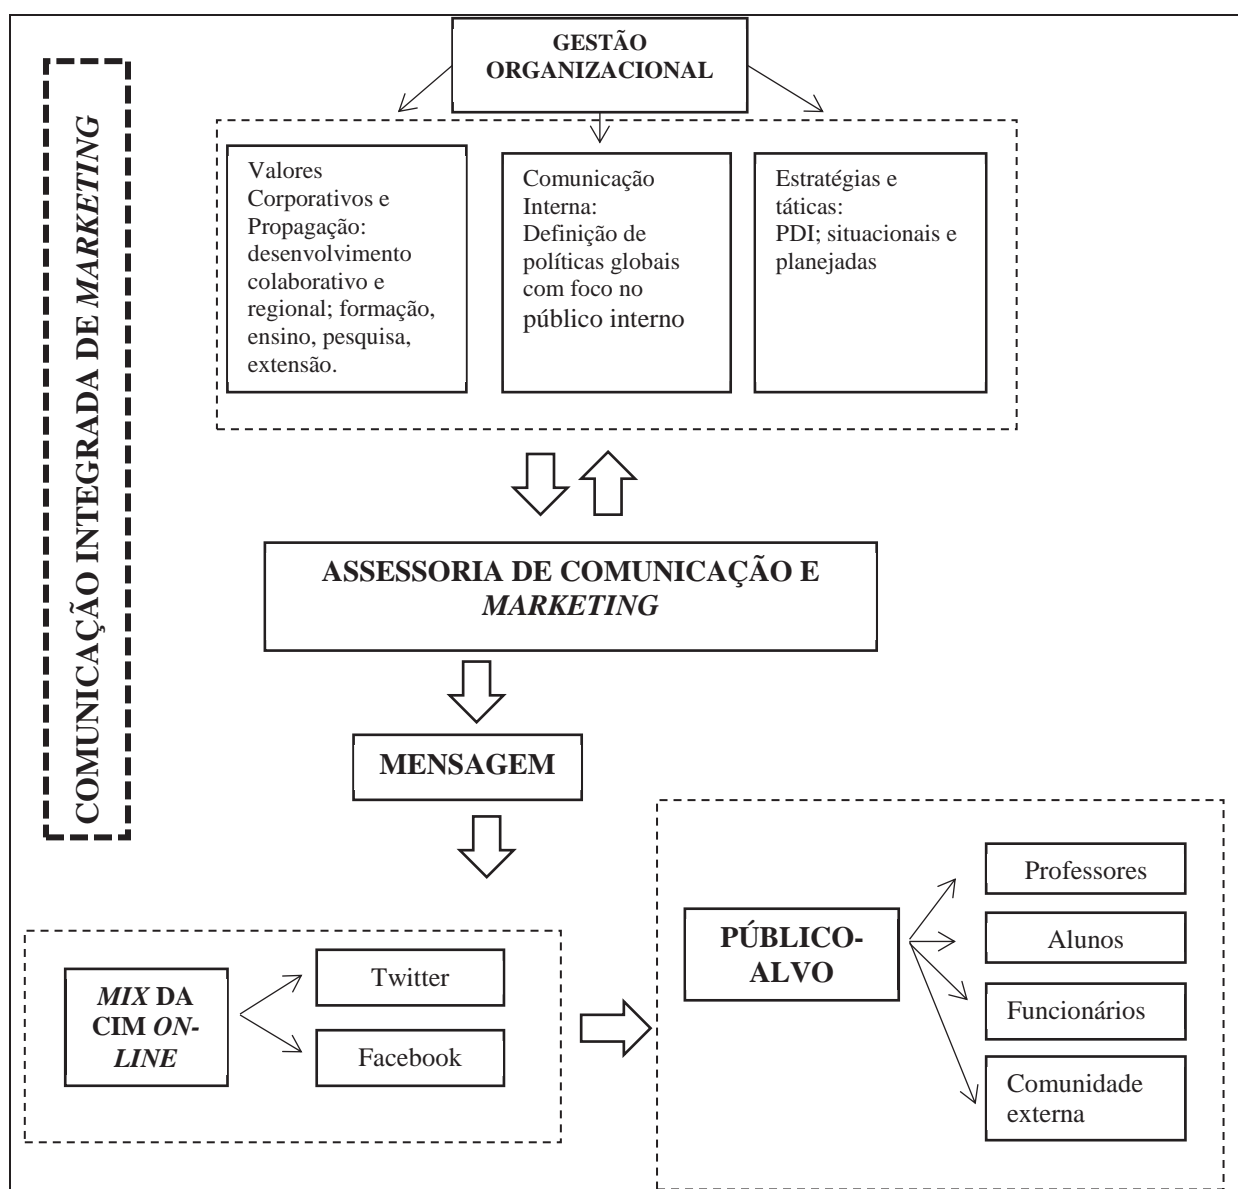 COMUNICAÇÃO INTEGRADA DE MARKETING
GESTÃO
ORGANIZACIONAL
Valores
Corporativos e
Propagação:
desenvolvimento
colaborativo e
regional; formação,
ensino, pesquisa,
extensão.
Comunicação
Interna:
Definição de
políticas globais
com foco no
público interno
Estratégias e
táticas:
PDI; situacionais e
planejadas
ASSESSORIA DE COMUNICAÇÃO E
MARKETING
MENSAGEM
MIX DA
CIM ON-
LINE
Twitter
Facebook
PÚBLICO-
ALVO
Professores
Alunos
Funcionários
Comunidade
externa